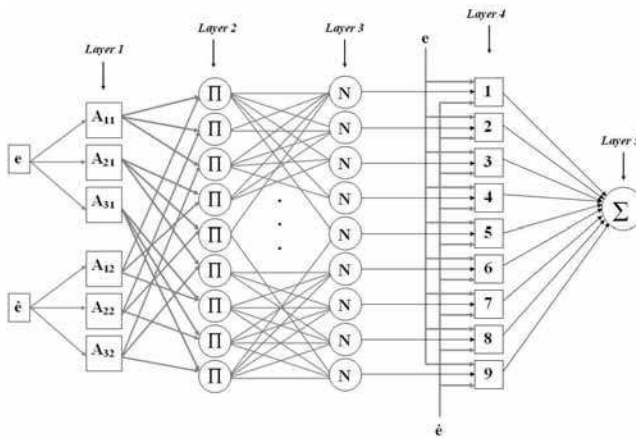 Layer 1
Layer 2
Layer 3
Layer 4
Layer
e
ė
A11
A21
A31
A12
A22
A32
Π
Π
Π
Π
Π
Π
Π
Π
Π
N
N
N
N
N
N
N
N
N
e
ė
1
2
3
4
5
6
7
8
9
Σ